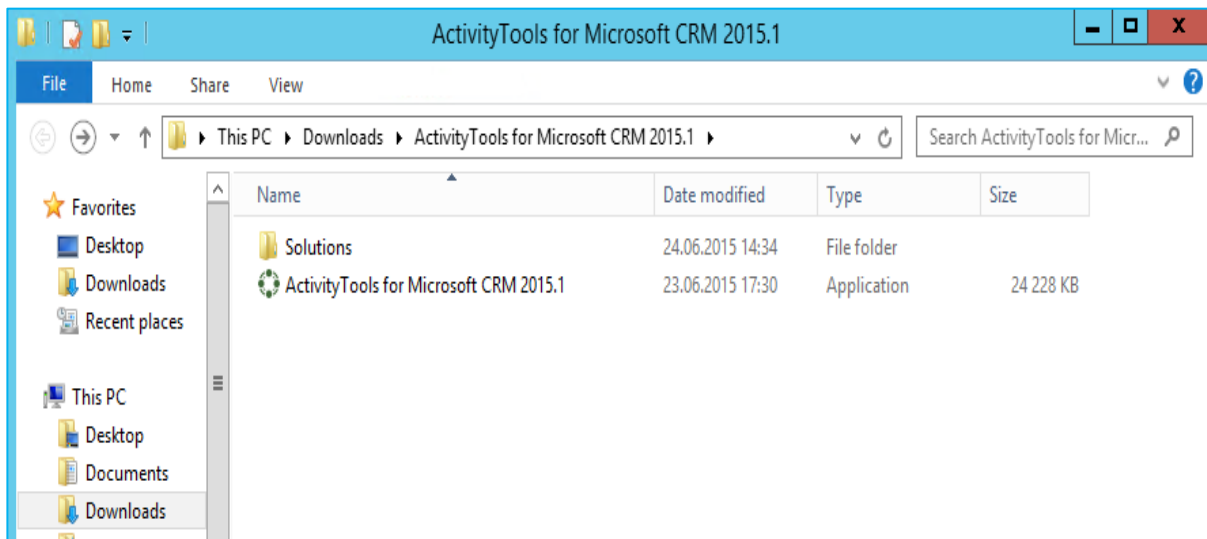 ActivityTools for Microsoft CRM 2015.1
X
File Home Share View
?
This PC Downloads ActivityTools for Microsoft CRM 2015.1
Search ActivityTools for Micr...
Name Date modified Type Size
Favorites
Desktop
Downloads
Recent places
This PC
Desktop
Documents
Downloads
Solutions 24.06.2015 14:34 File folder
ActivityTools for Microsoft CRM 2015.1 23.06.2015 17:30 Application 24 228 KB